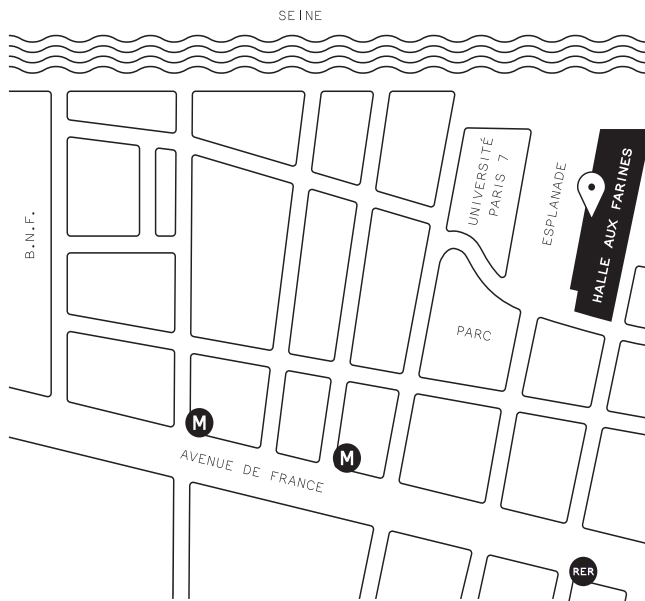 SEINE
UNIVERSITÉ
PARIS 7
ESPLANADE
HALLE AUX FARINES
B.N.F.
PARC
M
M
AVENUE DE FRANCE
RER